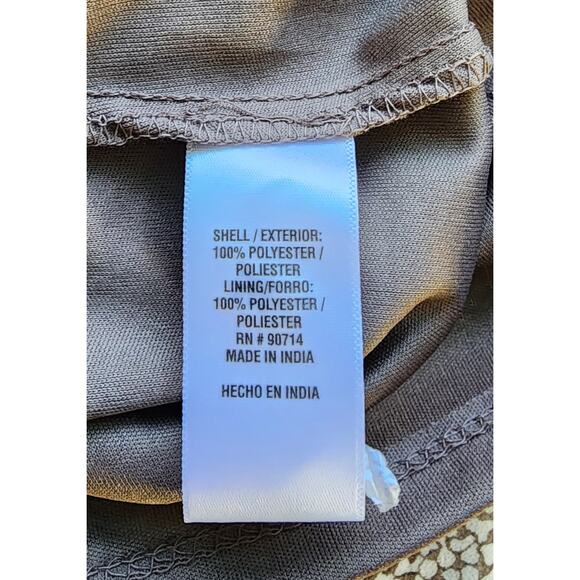 SHELL / EXTERIOR:
100% POLYESTER /
POLIESTER
LINING/FORRO:
100% POLYESTER /
POLIESTER
RN # 90714
MADE IN INDIA
HECHO EN INDIA